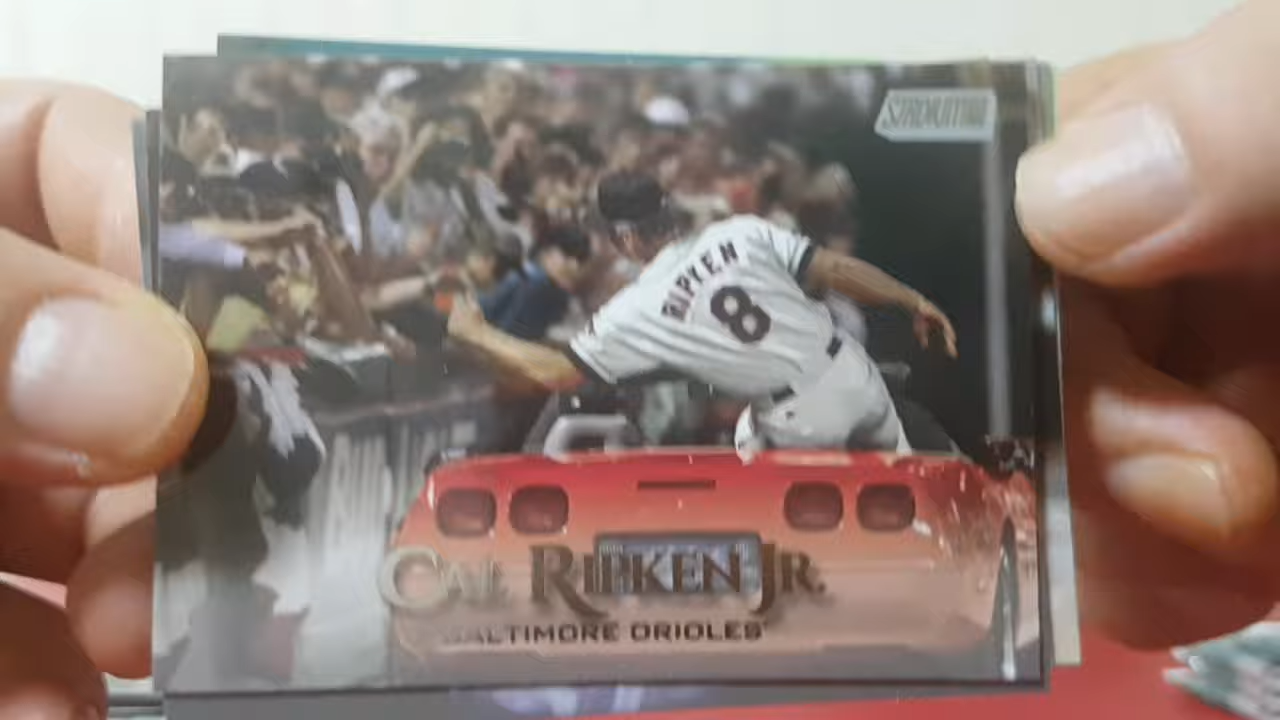 STADIUM CLUB
RIPKEN
8
CAL RIPKEN JR.
BALTIMORE ORIOLES